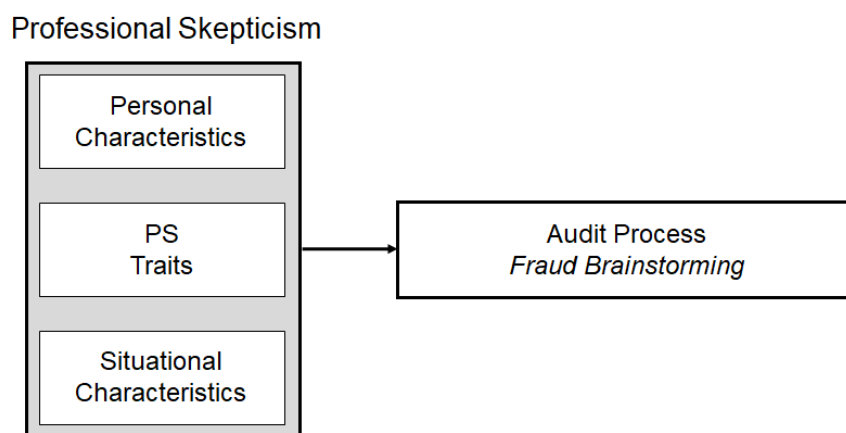 Professional Skepticism
Personal
Characteristics
PS
Traits
Audit Process
Fraud Brainstorming
Situational
Characteristics